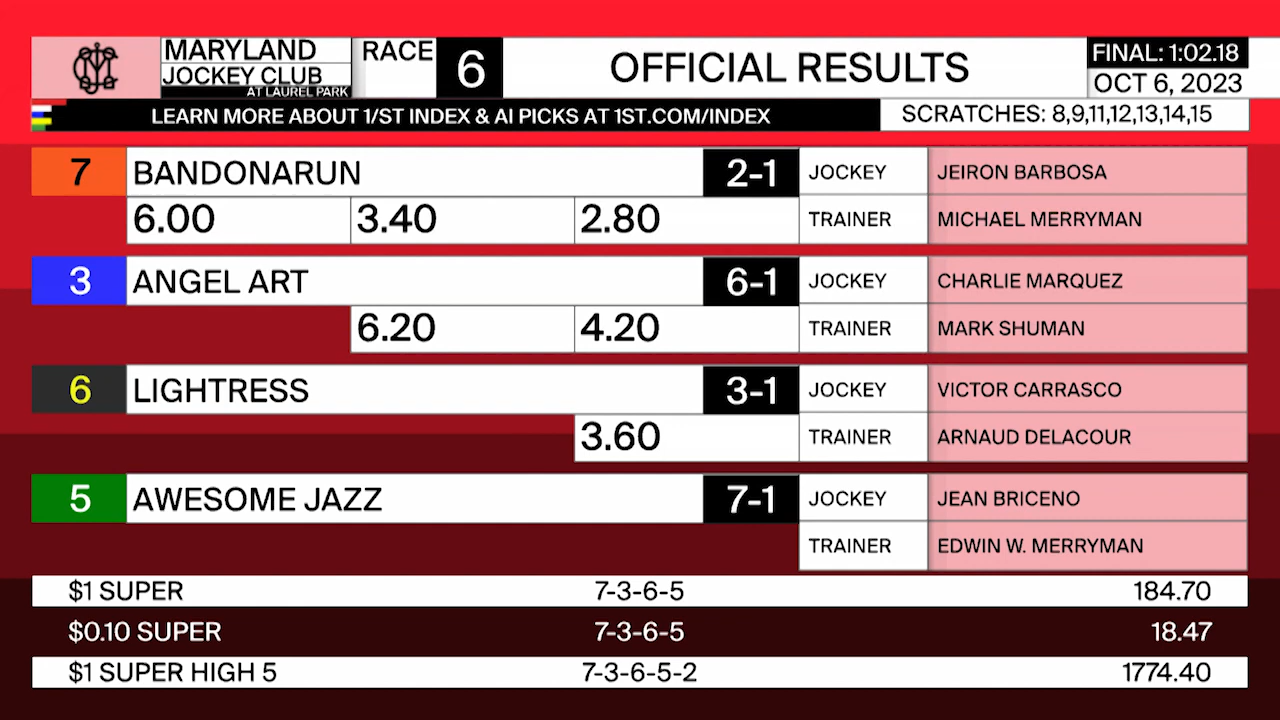 MARYLAND
JOCKEY CLUB
AT LAUREL PARK
RACE 6
OFFICIAL RESULTS
FINAL: 1:02.18
OCT 6, 2023
LEARN MORE ABOUT 1/ST INDEX & AI PICKS AT 1ST.COM/INDEX
SCRATCHES: 8,9,11,12,13,14,15
7 BANDONARUN 2-1 JOCKEY JEIRON BARBOSA
6.00 3.40 2.80 TRAINER MICHAEL MERRYMAN
3 ANGEL ART 6-1 JOCKEY CHARLIE MARQUEZ
6.20 4.20 TRAINER MARK SHUMAN
6 LIGHTRESS 3-1 JOCKEY VICTOR CARRASCO
3.60 TRAINER ARNAUD DELACOUR
5 AWESOME JAZZ 7-1 JOCKEY JEAN BRICENO
TRAINER EDWIN W. MERRYMAN
$1 SUPER 7-3-6-5 184.70
$0.10 SUPER 7-3-6-5 18.47
$1 SUPER HIGH 5 7-3-6-5-2 1774.40